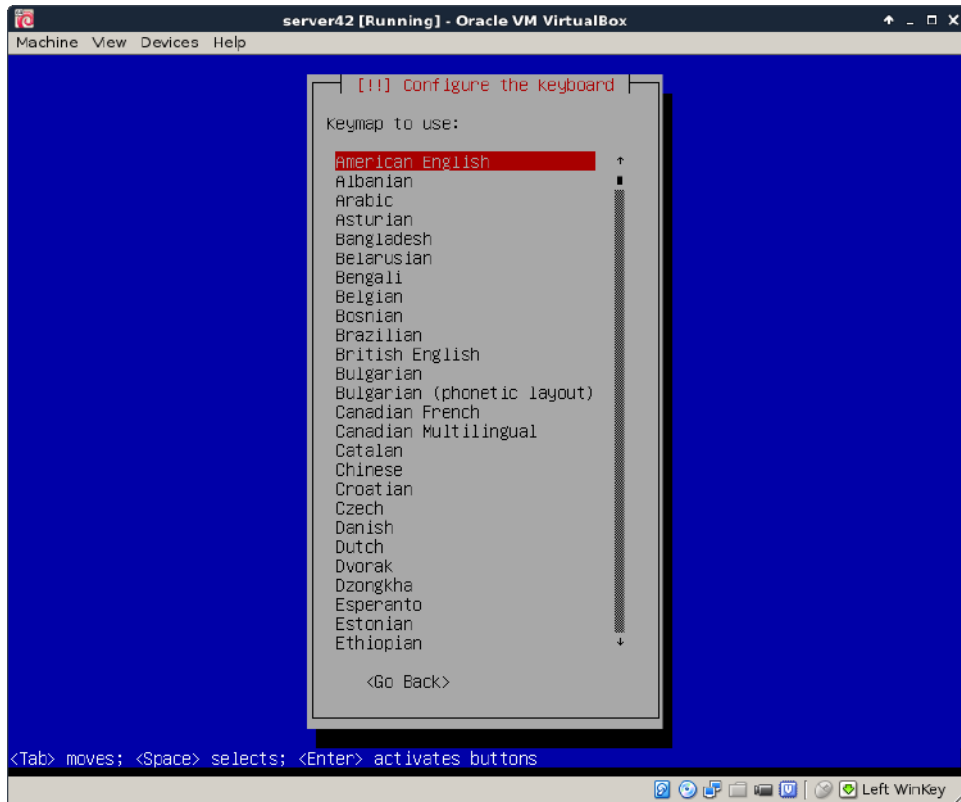 server42 [Running] - Oracle VM VirtualBox
Machine View Devices Help
[!!] Configure the keyboard
Keymap to use:
American English
Albanian
Arabic
Asturian
Bangladesh
Belarusian
Bengali
Belgian
Bosnian
Brazilian
British English
Bulgarian
Bulgarian (phonetic layout)
Canadian French
Canadian Multilingual
Catalan
Chinese
Croatian
Czech
Danish
Dutch
Dvorak
Dzongkha
Esperanto
Estonian
Ethiopian
<Go Back>
<Tab> moves; <Space> selects; <Enter> activates buttons
Left WinKey